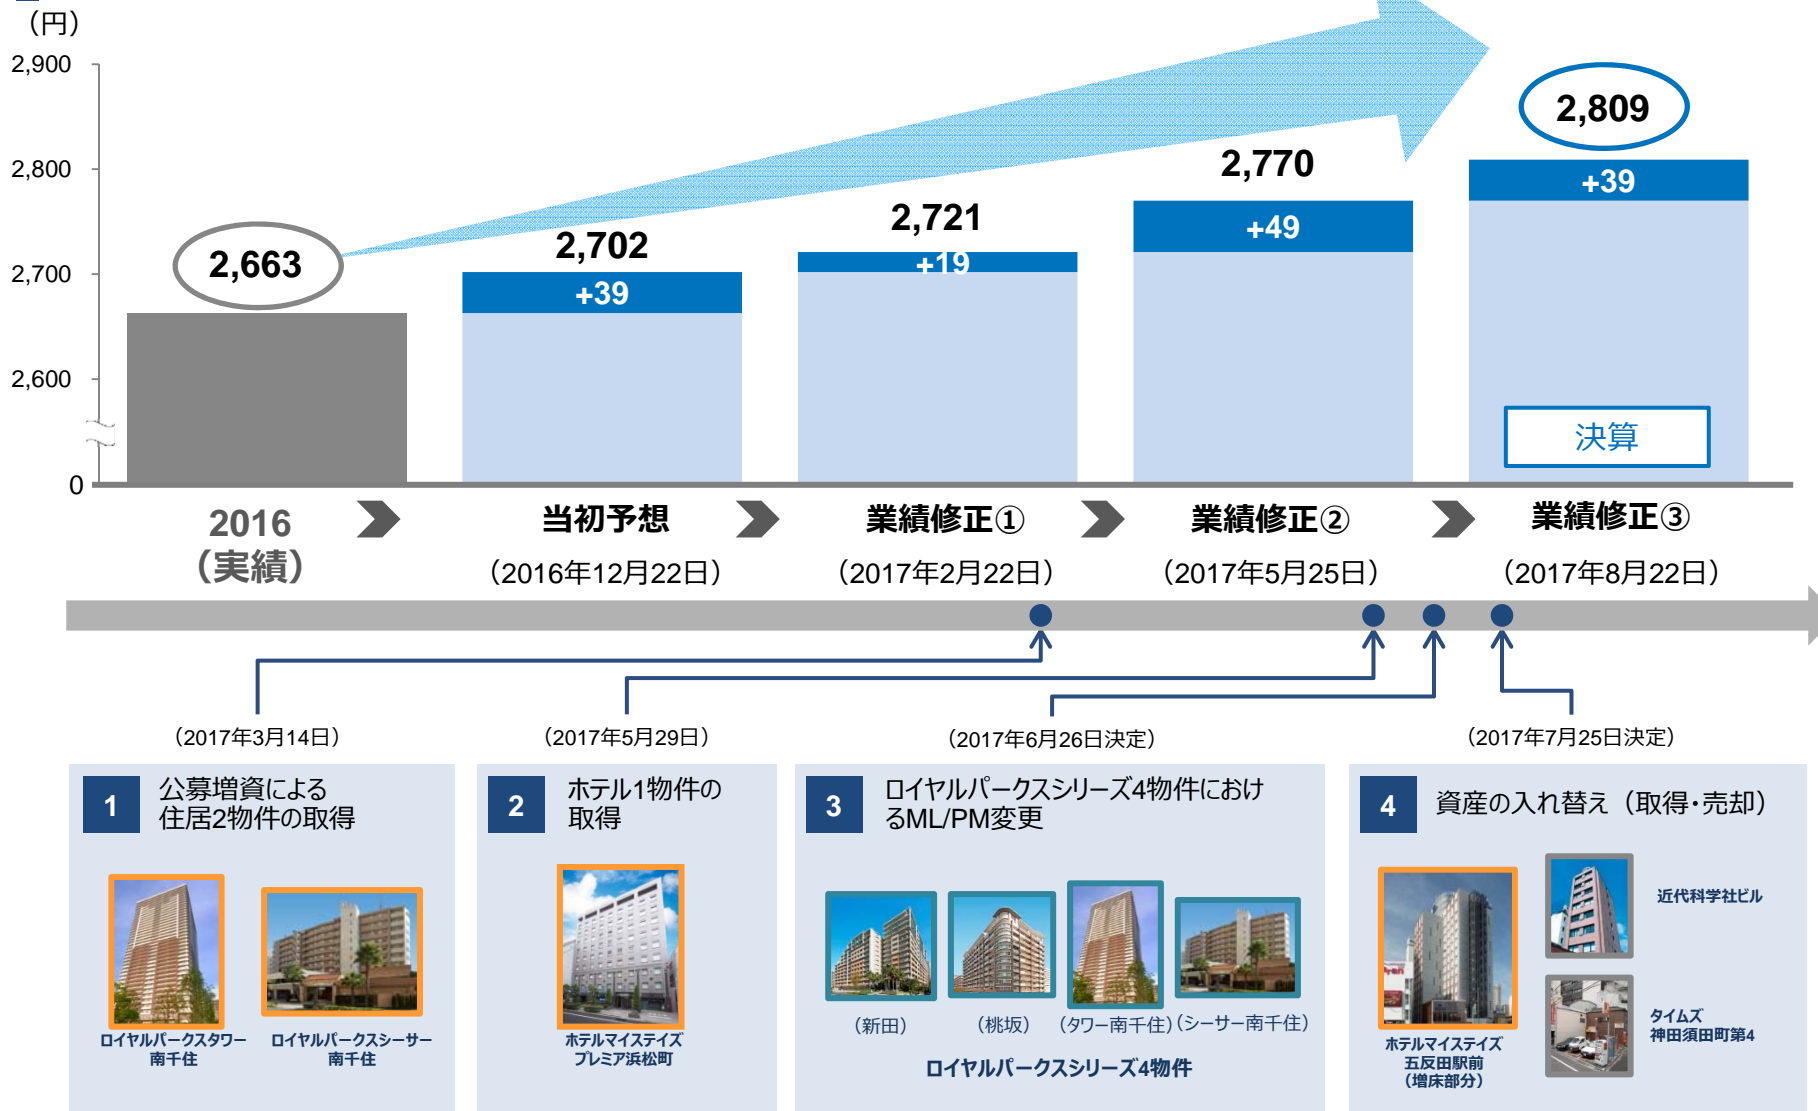 （円）
2,900
2,800
2,700
2,600
0
2,663
2,702
+39
2,721
+19
2,770
+49
2,809
+39
決算
2016
（実績）
当初予想
（2016年12月22日）
業績修正①
（2017年2月22日）
業績修正②
（2017年5月25日）
業績修正③
（2017年8月22日）
（2017年3月14日）
（2017年5月29日）
（2017年6月26日決定）
（2017年7月25日決定）
1
公募増資による
住居2物件の取得
ロイヤルパークスタワー
南千住
ロイヤルパークスシーサー
南千住
2
ホテル1物件の
取得
ホテルマイステイズ
プレミア浜松町
3
ロイヤルパークスシリーズ4物件におけ
るML/PM変更
（新田）
（桃坂）
（タワー南千住）
（シーサー南千住）
ロイヤルパークスシリーズ4物件
4
資産の入れ替え（取得・売却）
ホテルマイステイズ
五反田駅前
（増床部分）
近代科学社ビル
タイムズ
神田須田町第4